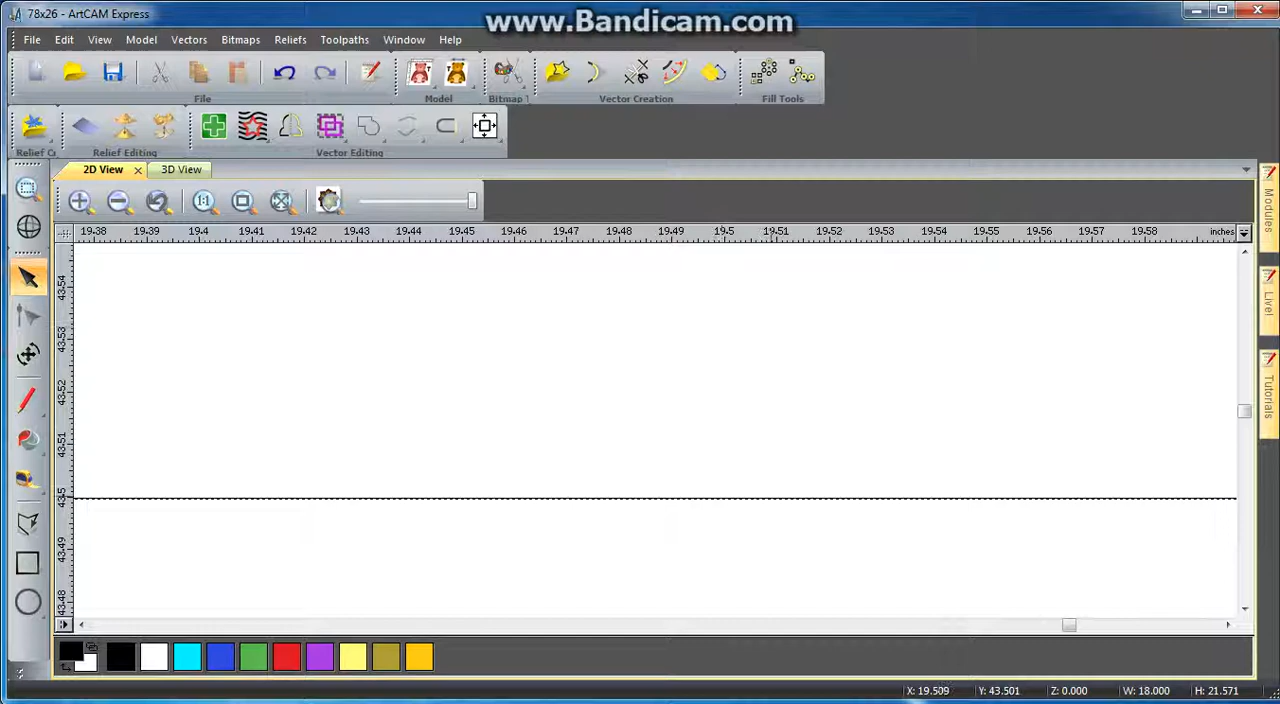 78x26 - ArtCAM Express
www.Bandicam.com
File Edit View Model Vectors Bitmaps Reliefs Toolpaths Window Help
File Model Bitmap Vector Creation Fill Tools
Relief Editing Vector Editing
2D View 3D View
1:1
19.38 19.39 19.4 19.41 19.42 19.43 19.44 19.45 19.46 19.47 19.48 19.49 19.5 19.51 19.52 19.53 19.54 19.55 19.56 19.57 19.58 inches
43.54
43.53
43.52
43.51
43.5
43.49
43.48
Modules
Live!
Tutorials
X: 19.509 Y: 43.501 Z: 0.000 W: 18.000 H: 21.571